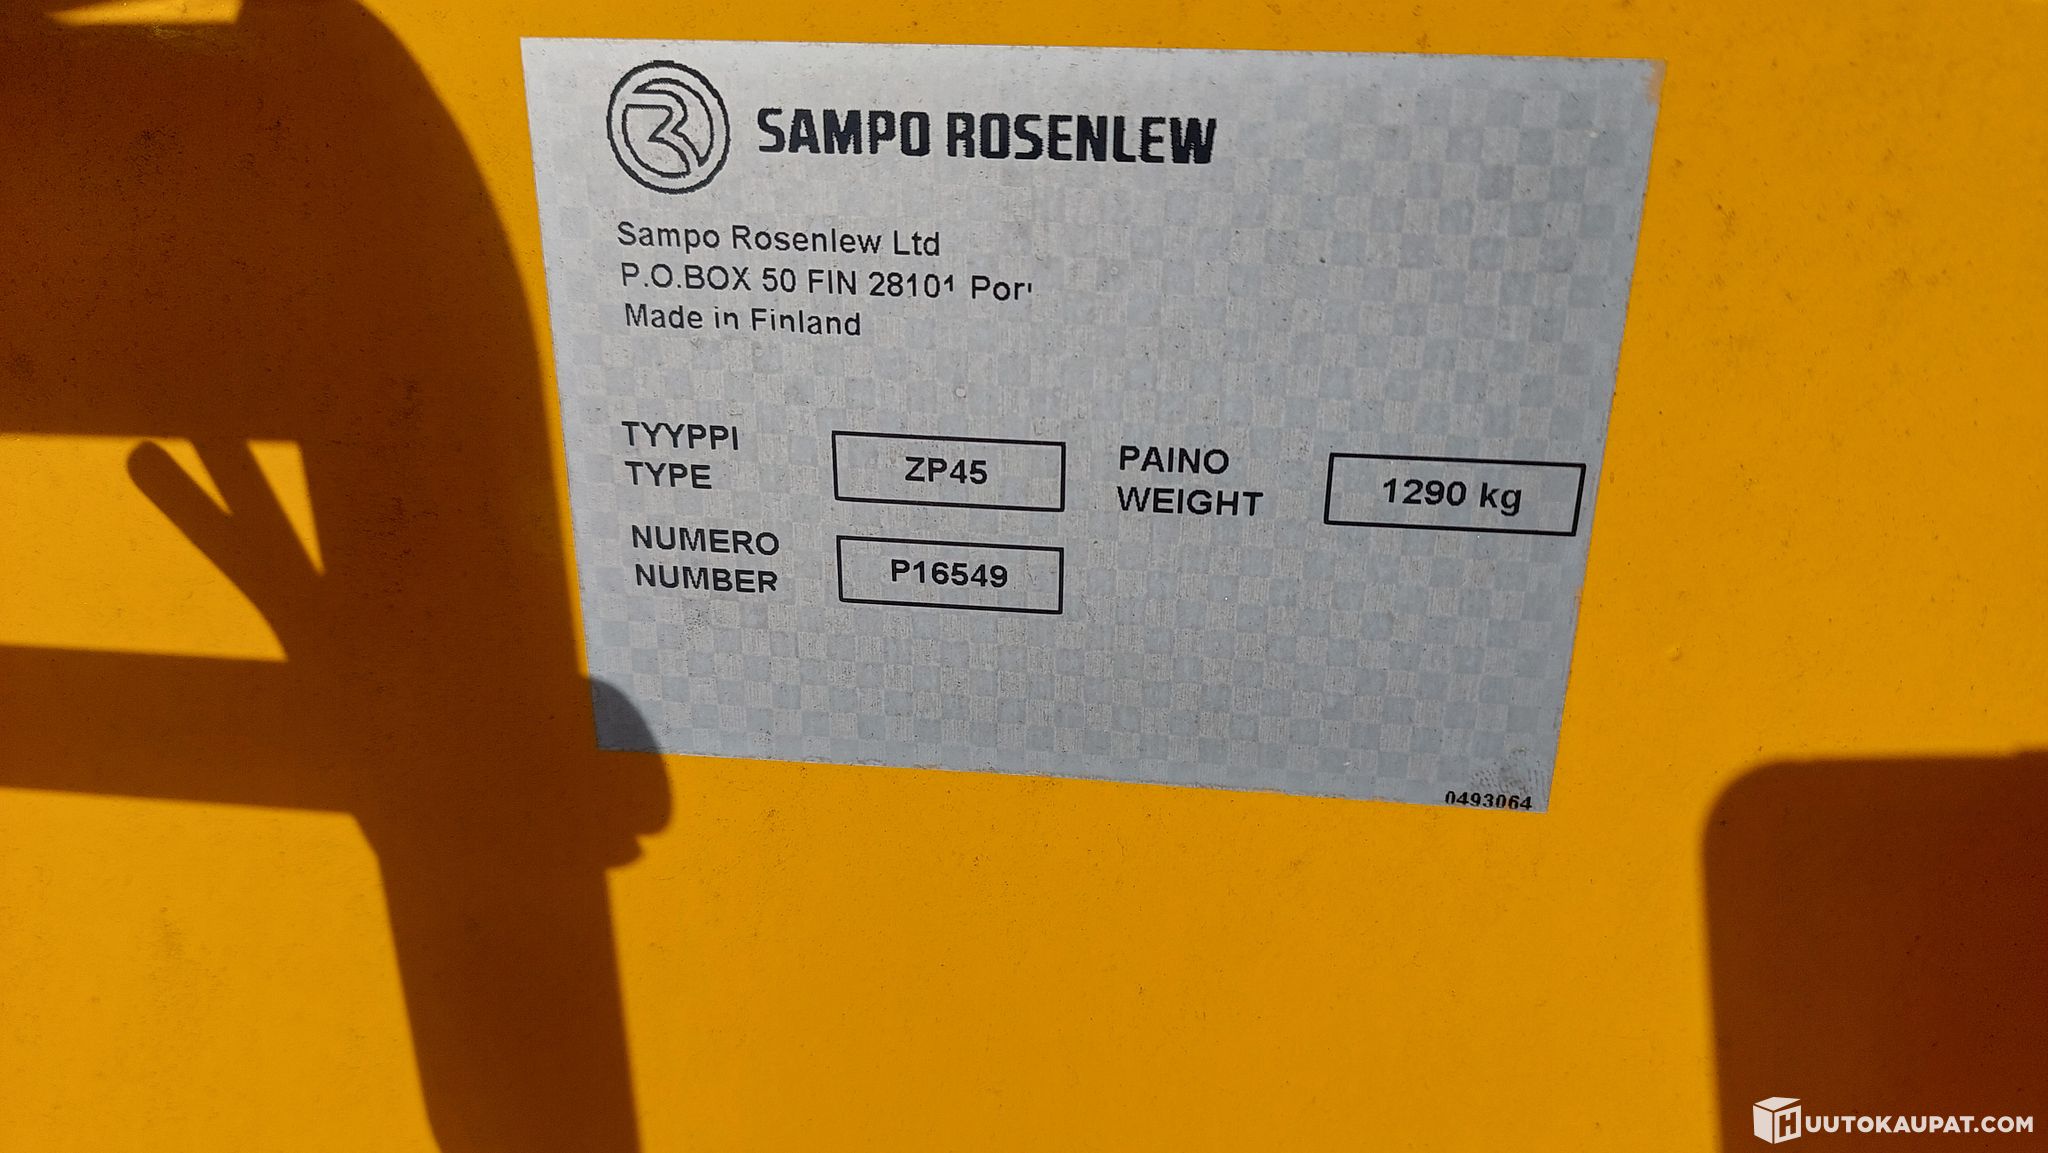 SAMPO ROSENLEW
Sampo Rosenlew Ltd
P.O.BOX 50 FIN 28101 Pori
Made in Finland
TYYPPI
TYPE
ZP45
PAINO
WEIGHT
1290 kg
NUMERO
NUMBER
P16549
0493064
HUUTOKAUPAT.COM